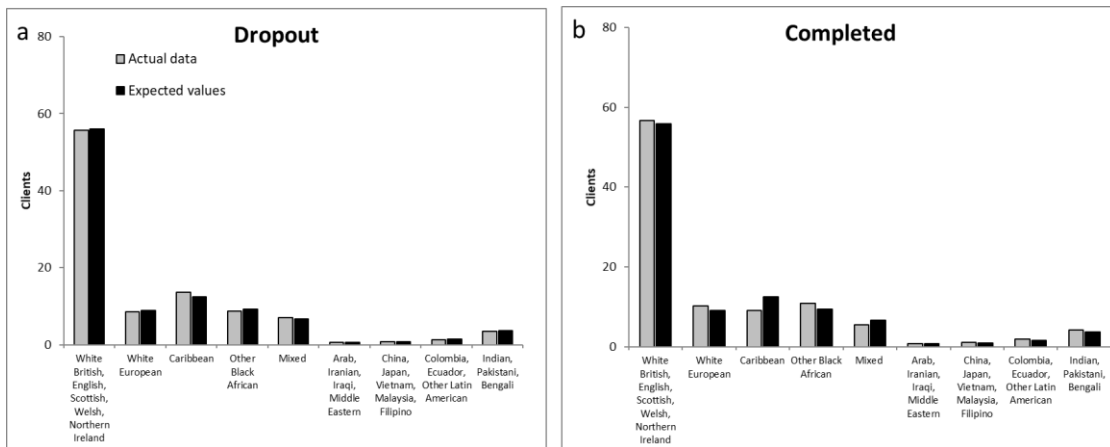 a
Dropout
80
60
40
20
0
Clients
Actual data
Expected values
White
British,
English,
Scottish,
Welsh,
Northern
Ireland
White
European
Caribbean
Other
Black
African
Mixed
Arab,
Iranian,
Iraqi,
Middle
Eastern
China,
Japan,
Vietnam,
Malaysia,
Filipino
Colombia,
Ecuador,
Other Latin
American
Indian,
Pakistani,
Bengali
b
Completed
80
60
40
20
0
Clients
White
British,
English,
Scottish,
Welsh,
Northern
Ireland
White
European
Caribbean
Other Black
African
Mixed
Arab,
Iranian,
Iraqi,
Middle
Eastern
China,
Japan,
Vietnam,
Malaysia,
Filipino
Colombia,
Ecuador,
Other Latin
American
Indian,
Pakistani,
Bengali